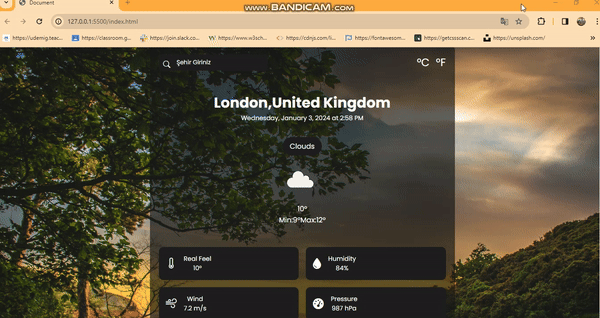 www.BANDICAM.com
Document
127.0.0.1:5500/index.html
https://udemig.teac...
https://classroom.g...
https://join.slack.co...
https://www.w3sch...
https://cdnjs.com/li...
https://fontawesom...
https://getcssscan.c...
https://unsplash.com/
Şehir Giriniz
°C °F
London,United Kingdom
Wednesday, January 3, 2024 at 2:58 PM
Clouds
10°
Min:9°Max:12°
Real Feel
10°
Humidity
84%
Wind
7.2 m/s
Pressure
987 hPa